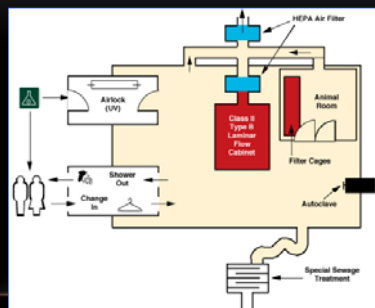 HEPA Air Filter
Airlock
(UV)
Class II
Type B
Laminar
Flow
Cabinet
Animal
Room
Filter Cages
Shower
Out
Change
In
Autoclave
Special Sewage
Treatment